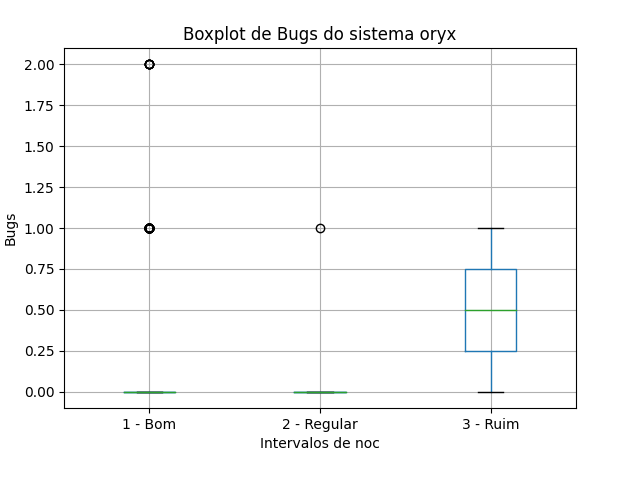 Boxplot de Bugs do sistema oryx
2.00
1.75
1.50
1.25
1.00
0.75
0.50
0.25
0.00
Bugs
1 - Bom
2 - Regular
3 - Ruim
Intervalos de noc